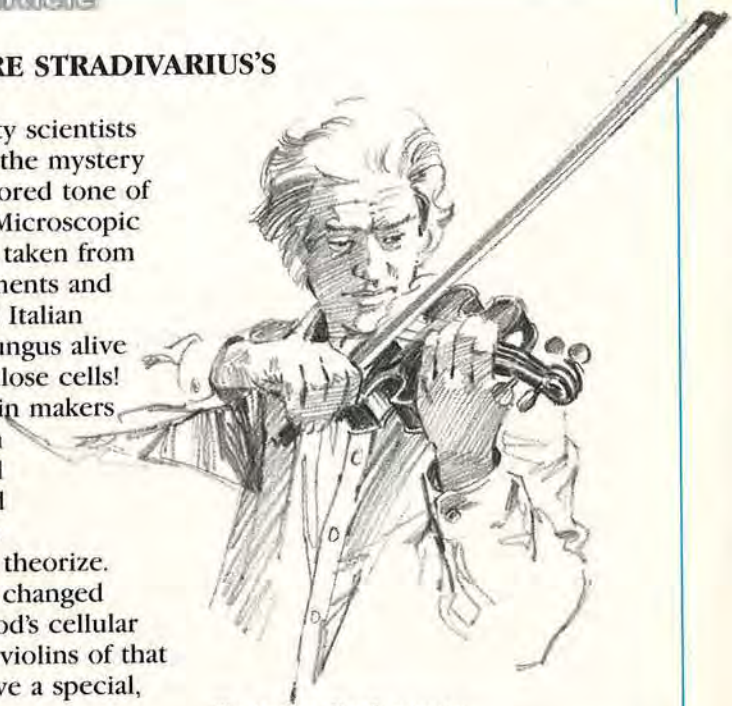 RE STRADIVARIUS'S
ty scientists
the mystery
ored tone of
Microscopic
taken from
nents and
Italian
ungus alive
lose cells!
in makers
theorize.
changed
od's cellular
violins of that
ve a special,